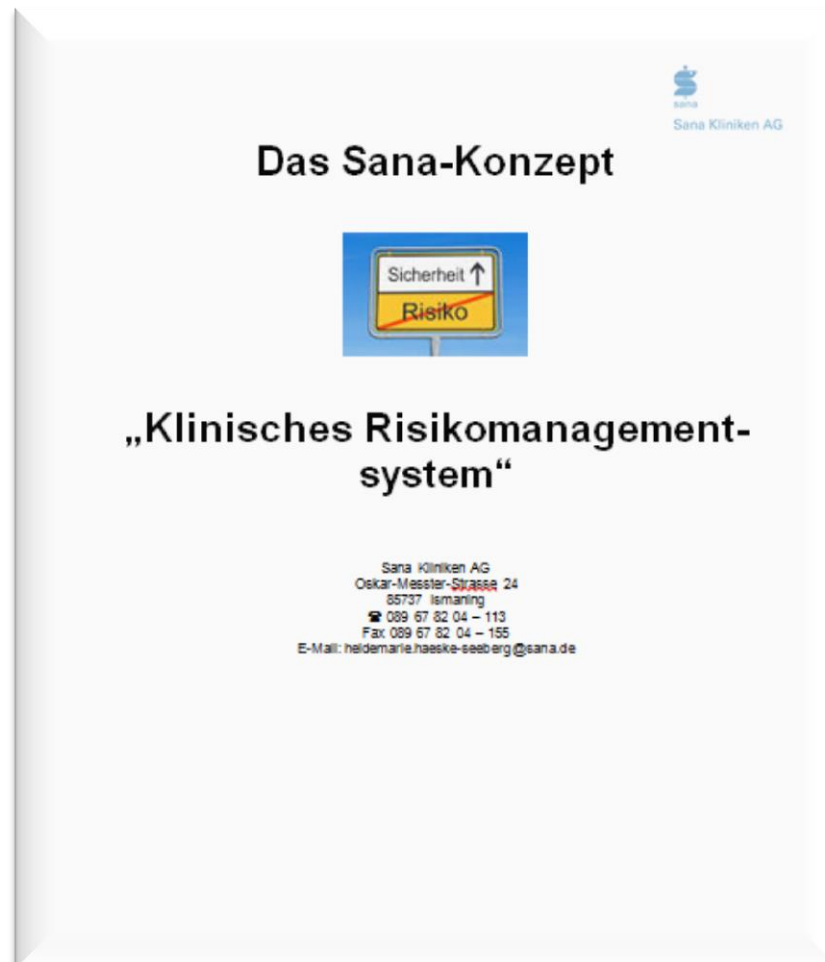 sana
Sana Kliniken AG
Das Sana-Konzept
Sicherheit ↑
Risiko
„Klinisches Risikomanagement-
system“
Sana Kliniken AG
Oskar-Messter-Strasse 24
85737 Ismaning
☎ 089 67 82 04 – 113
Fax 089 67 82 04 – 155
E-Mail: heidemarie.haeske-seeberg@sana.de